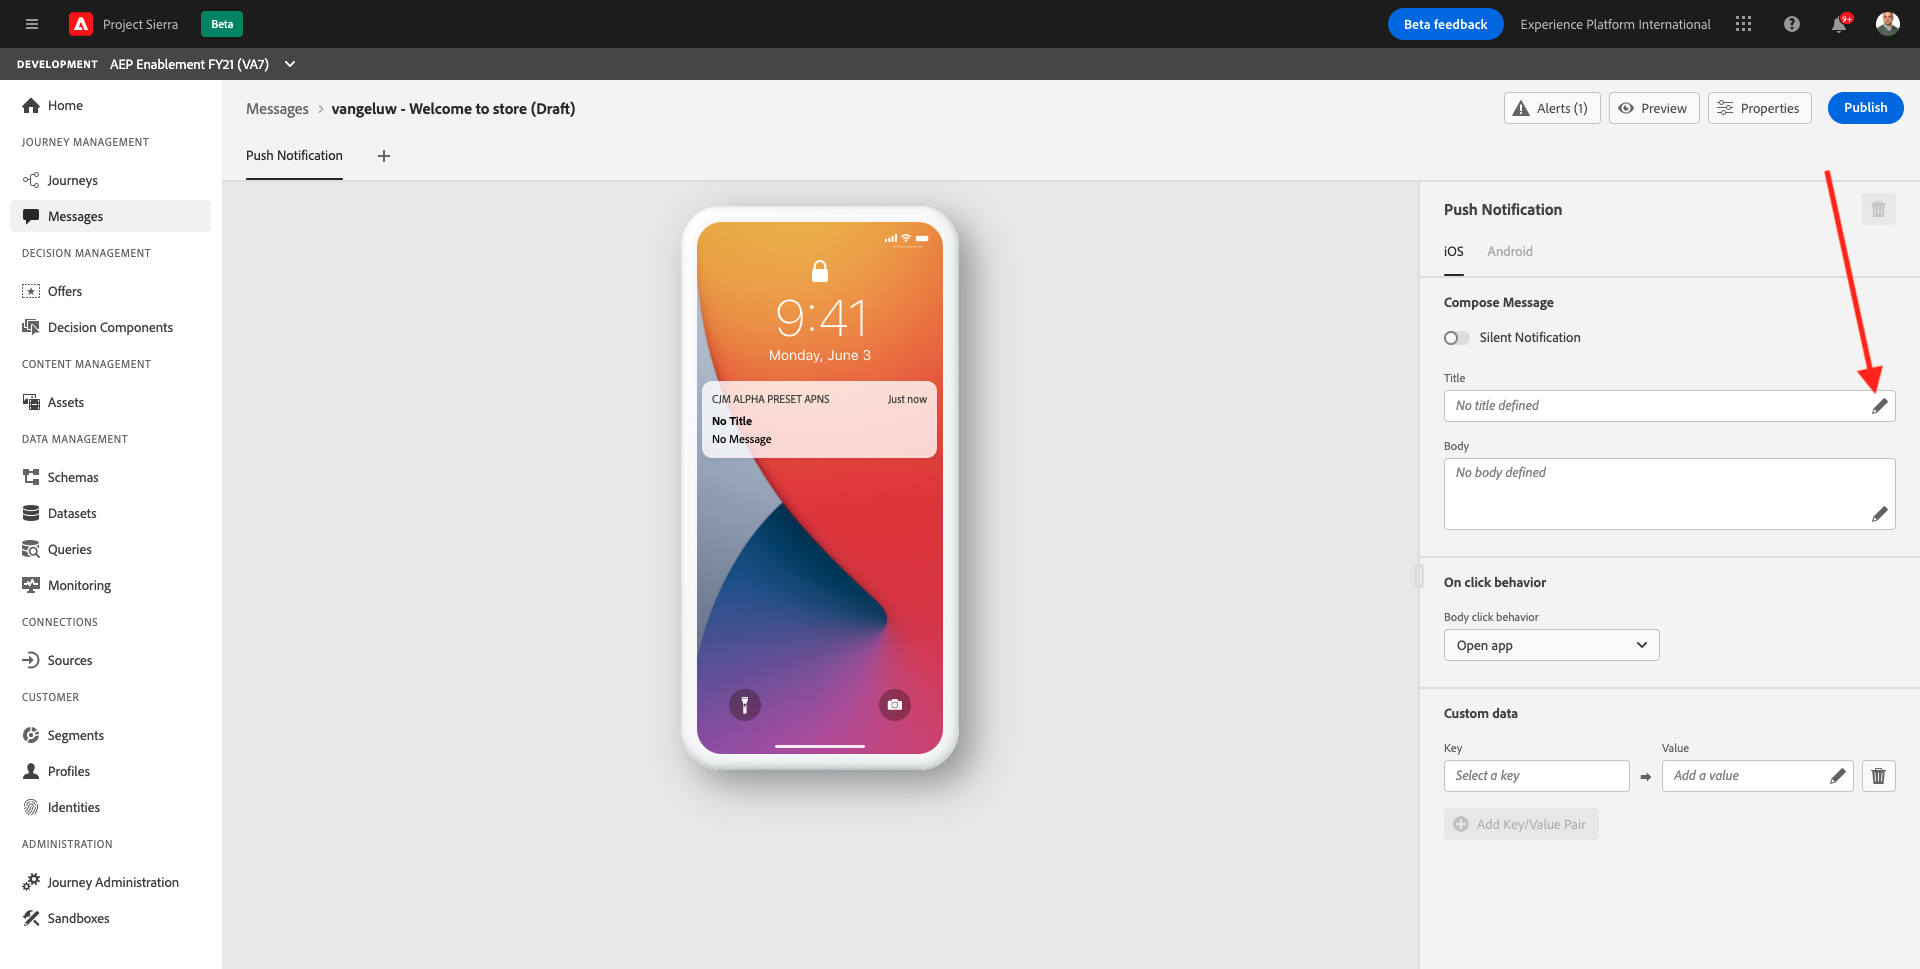 Project Sierra
Beta
Beta feedback
Experience Platform International
9+
DEVELOPMENT AEP Enablement FY21 (VA7)
Home
JOURNEY MANAGEMENT
Journeys
Messages
DECISION MANAGEMENT
Offers
Decision Components
CONTENT MANAGEMENT
Assets
DATA MANAGEMENT
Schemas
Datasets
Queries
Monitoring
CONNECTIONS
Sources
CUSTOMER
Segments
Profiles
Identities
ADMINISTRATION
Journey Administration
Sandboxes
Messages > vangeluw - Welcome to store (Draft)
Alerts (1)
Preview
Properties
Publish
Push Notification
9:41
Monday, June 3
CJM ALPHA PRESET APNS Just now
No Title
No Message
Push Notification
iOS Android
Compose Message
Silent Notification
Title
No title defined
Body
No body defined
On click behavior
Body click behavior
Open app
Custom data
Key Value
Select a key Add a value
Add Key/Value Pair